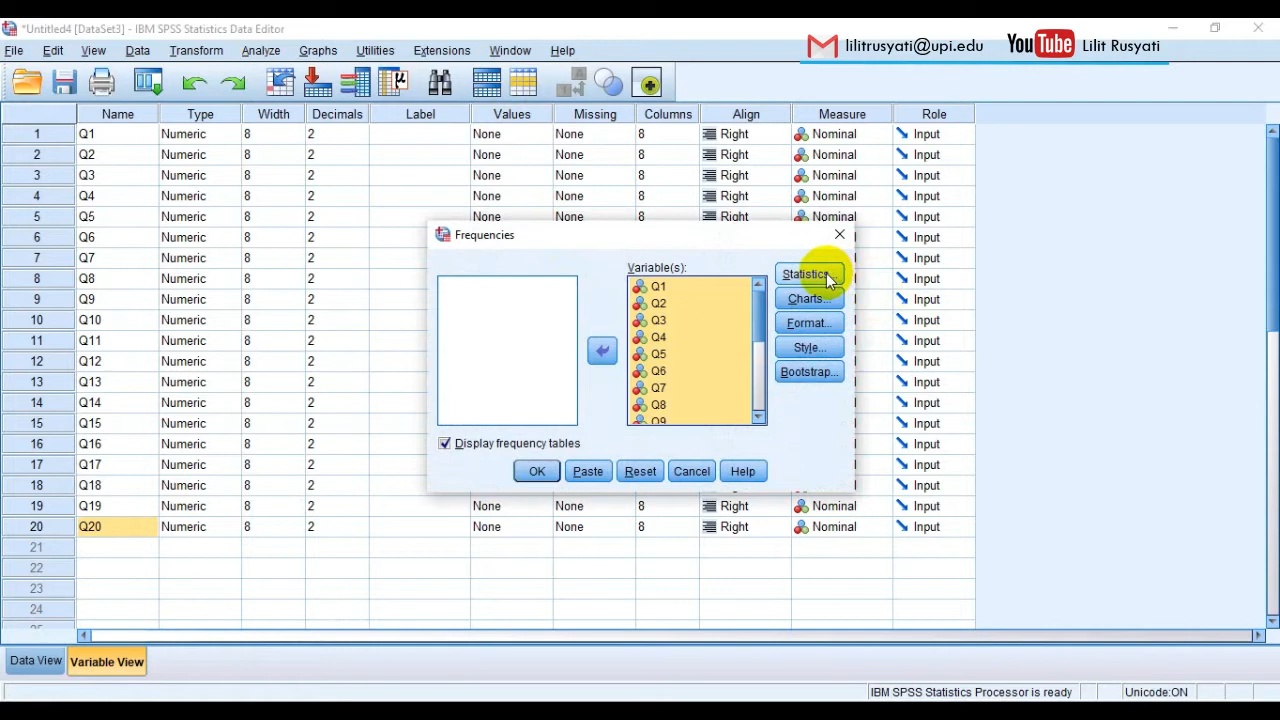 *Untitled4 [DataSet3] - IBM SPSS Statistics Data Editor
File Edit View Data Transform Analyze Graphs Utilities Extensions Window Help
lilitrusyati@upi.edu YouTube Lilit Rusyati
Name Type Width Decimals Label Values Missing Columns Align Measure Role
1 Q1 Numeric 8 2 None None 8 Right Nominal Input
2 Q2 Numeric 8 2 None None 8 Right Nominal Input
3 Q3 Numeric 8 2 None None 8 Right Nominal Input
4 Q4 Numeric 8 2 None None 8 Right Nominal Input
5 Q5 Numeric 8 2 None None 8 Right Nominal Input
6 Q6 Numeric 8 2 Input
7 Q7 Numeric 8 2 Input
8 Q8 Numeric 8 2 Input
9 Q9 Numeric 8 2 Input
10 Q10 Numeric 8 2 Input
11 Q11 Numeric 8 2 Input
12 Q12 Numeric 8 2 Input
13 Q13 Numeric 8 2 Input
14 Q14 Numeric 8 2 Input
15 Q15 Numeric 8 2 Input
16 Q16 Numeric 8 2 Input
17 Q17 Numeric 8 2 Input
18 Q18 Numeric 8 2 Input
19 Q19 Numeric 8 2 None None 8 Right Nominal Input
20 Q20 Numeric 8 2 None None 8 Right Nominal Input
21
22
23
24
Frequencies
Variable(s):
Q1
Q2
Q3
Q4
Q5
Q6
Q7
Q8
Q9
Statistics...
Charts...
Format...
Style...
Bootstrap...
Display frequency tables
OK Paste Reset Cancel Help
Data View Variable View
IBM SPSS Statistics Processor is ready Unicode:ON